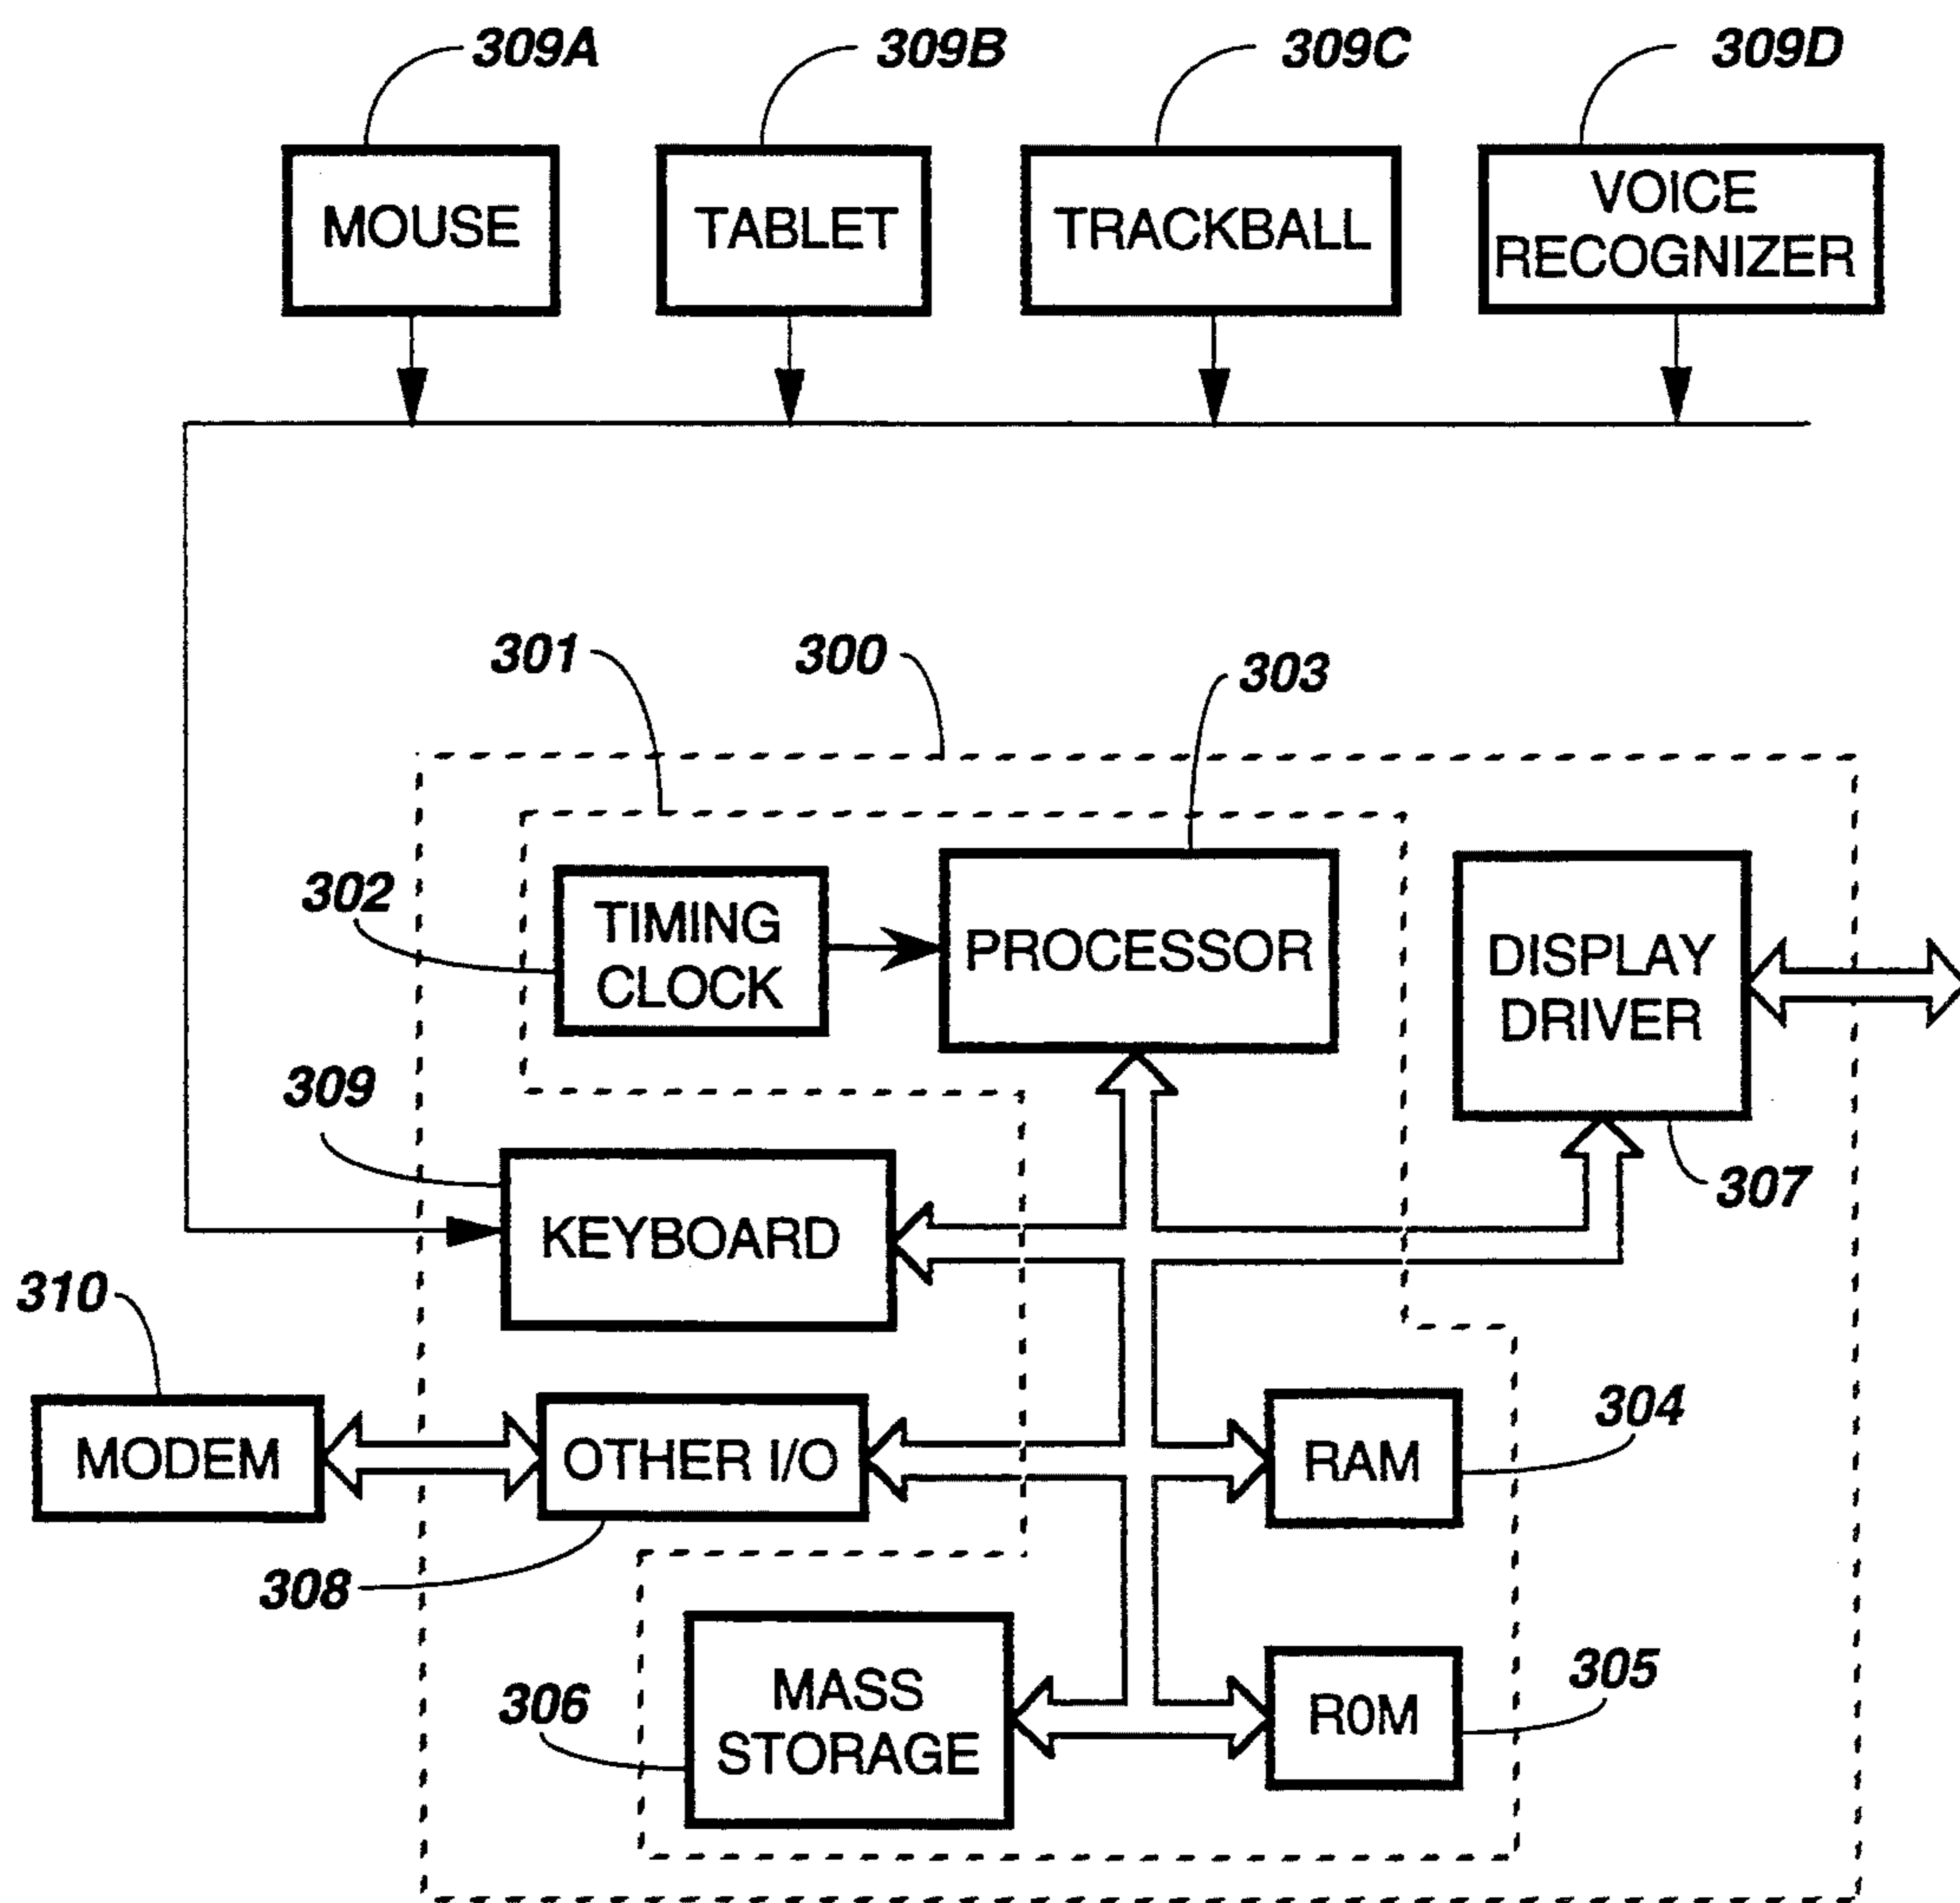 309A
309B
309C
309D
MOUSE
TABLET
TRACKBALL
VOICE
RECOGNIZER
301
300
303
302
TIMING
CLOCK
PROCESSOR
DISPLAY
DRIVER
309
307
KEYBOARD
310
MODEM
OTHER I/O
RAM
304
308
306
MASS
STORAGE
R0M
305